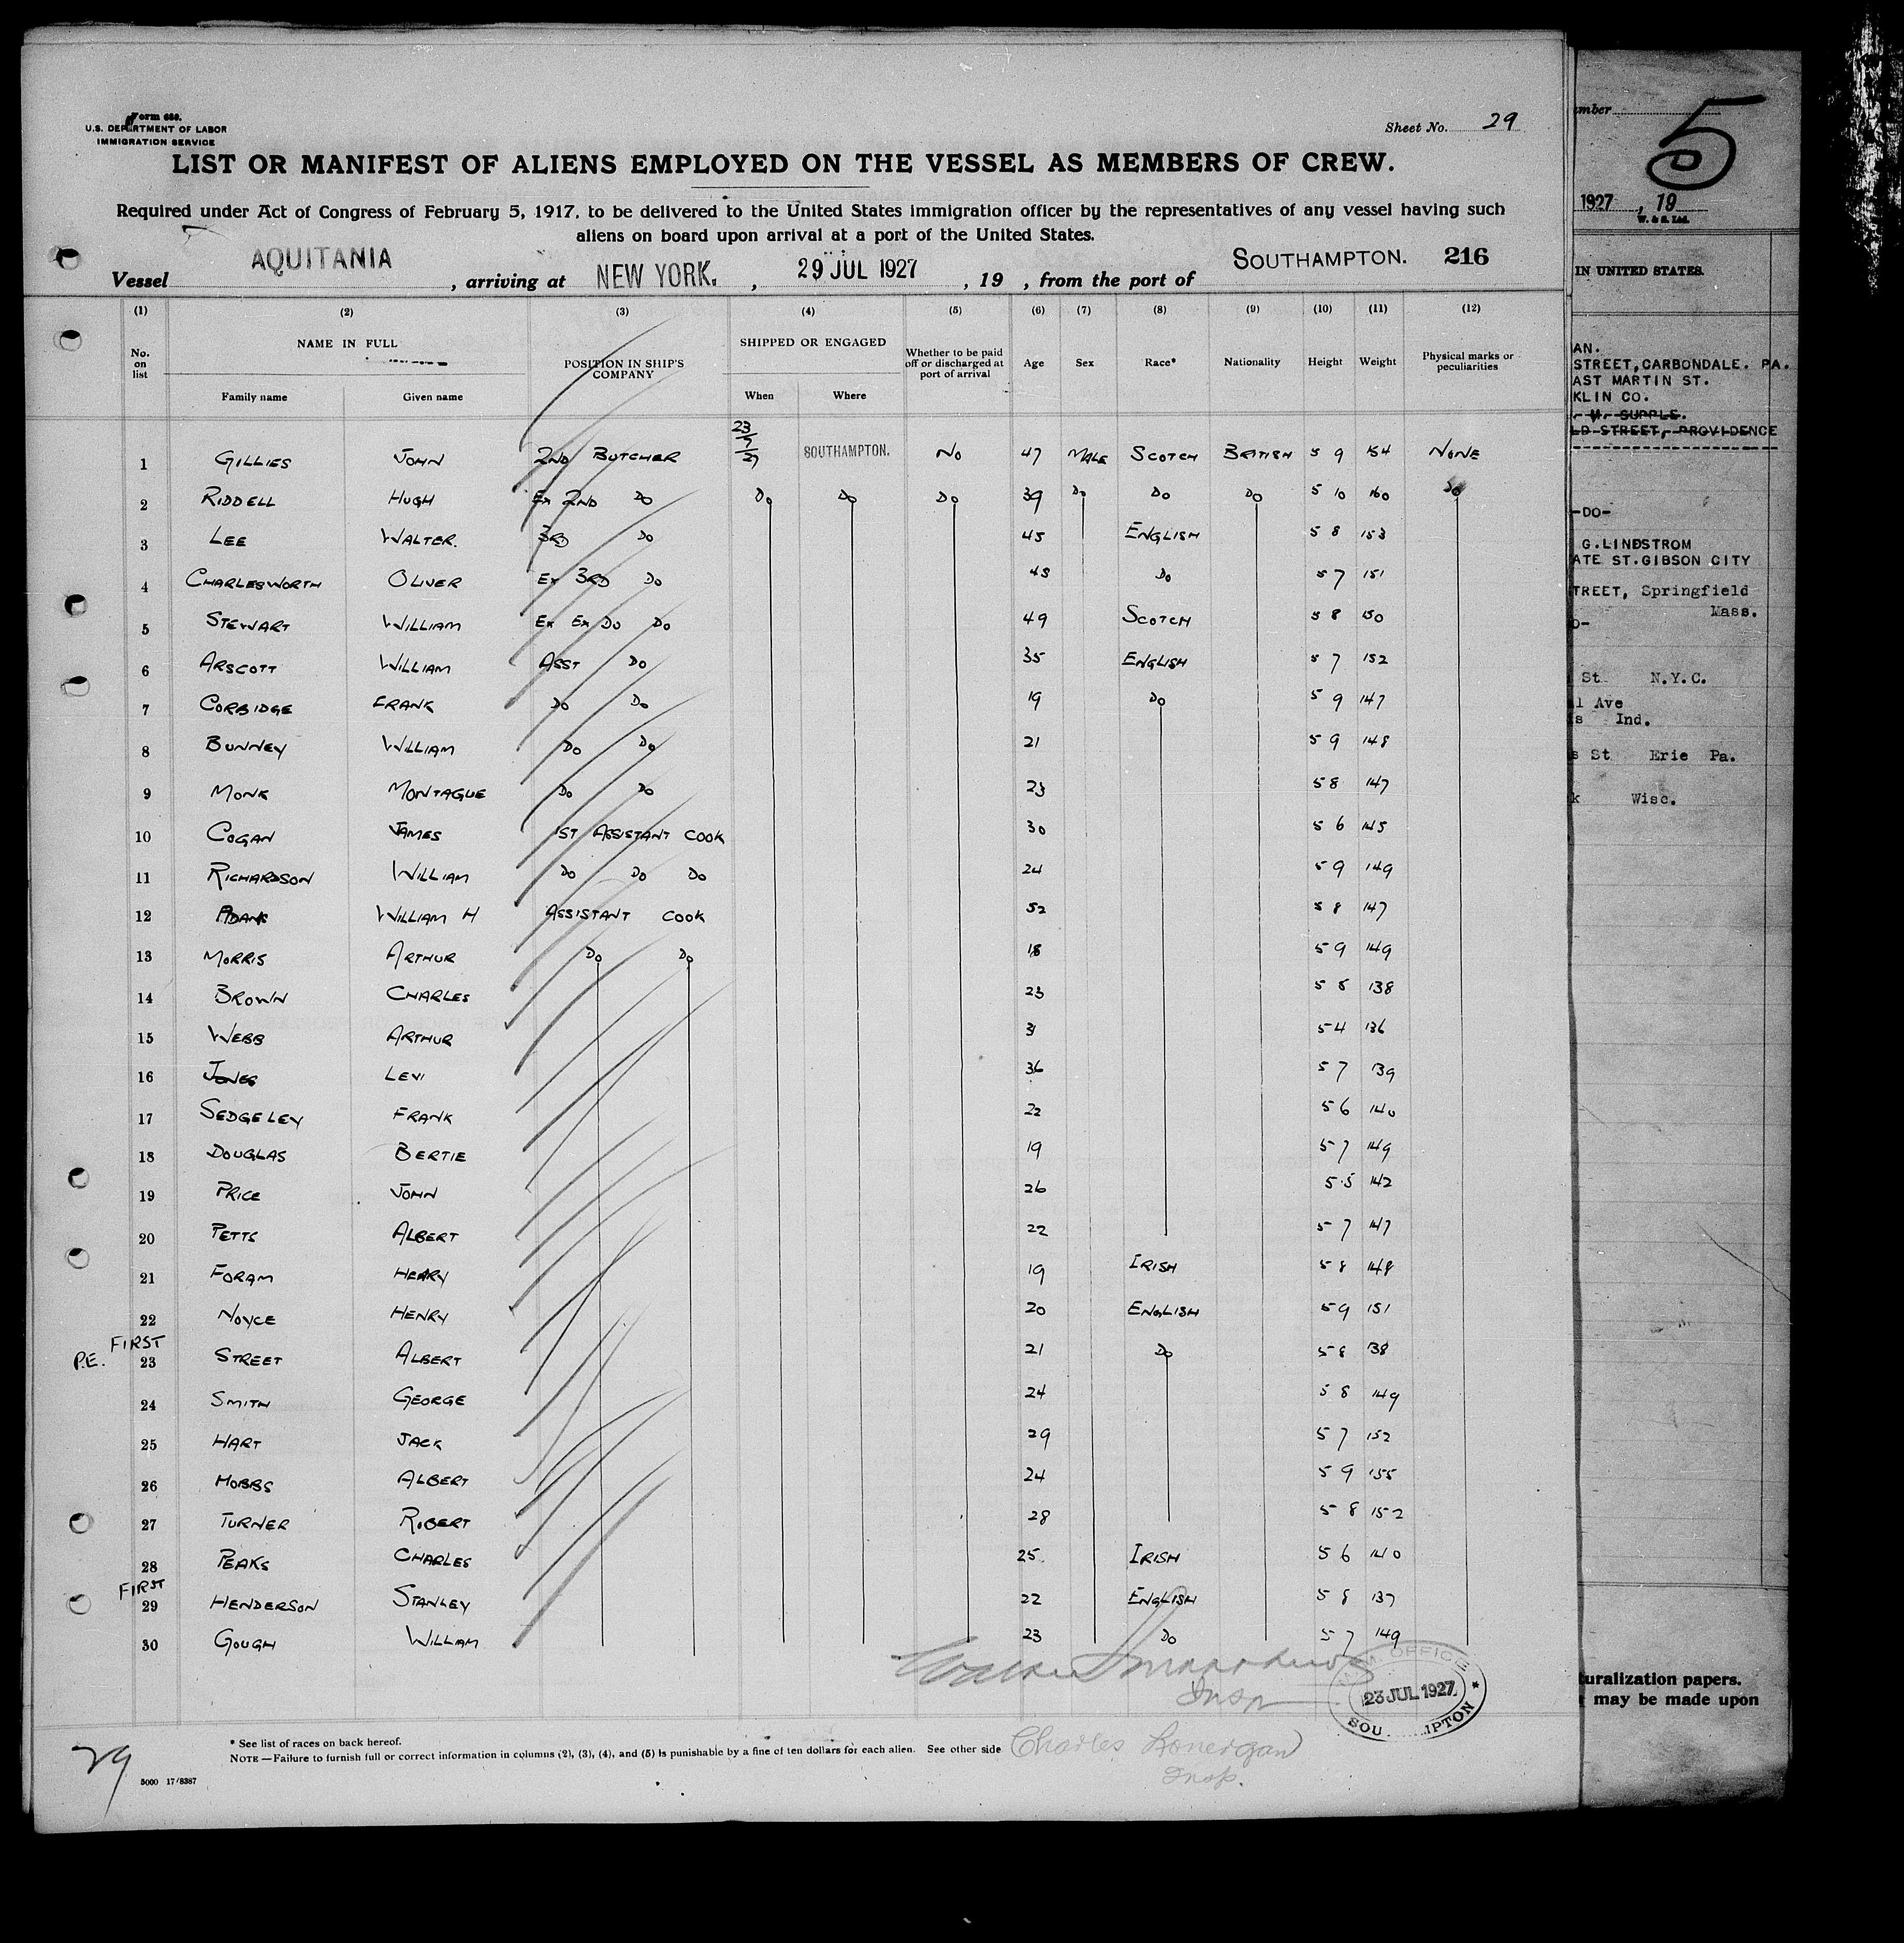 Form 680.
U.S. DEPARTMENT OF LABOR
IMMIGRATION SERVICE
Sheet No. 29
LIST OR MANIFEST OF ALIENS EMPLOYED ON THE VESSEL AS MEMBERS OF CREW.
Required under Act of Congress of February 5, 1917, to be delivered to the United States immigration officer by the representatives of any vessel having such
aliens on board upon arrival at a port of the United States.
Vessel AQUITANIA , arriving at NEW YORK. , 29 JUL 1927 , 19 , from the port of SOUTHAMPTON. 216
(1) (2) (3) (4) (5) (6) (7) (8) (9) (10) (11) (12)
No. on list NAME IN FULL POSITION IN SHIP'S COMPANY SHIPPED OR ENGAGED Whether to be paid off or discharged at port of arrival Age Sex Race* Nationality Height Weight Physical marks or peculiarities
Family name Given name When Where
1 GILLIES JOHN 2ND BUTCHER 23/7/27 SOUTHAMPTON. NO 47 MALE SCOTCH BRITISH 5 9 154 NONE
2 RIDDELL HUGH EX 2ND DO DO DO DO 39 DO DO DO 5 10 160 DO
3 LEE WALTER. 3RD DO 45 ENGLISH 5 8 153
4 CHARLESWORTH OLIVER EX 3RD DO 45 DO 5 7 151
5 STEWART WILLIAM EX EX DO DO 49 SCOTCH 5 8 150
6 ARSCOTT WILLIAM ASST DO 35 ENGLISH 5 7 152
7 CORBIDGE FRANK DO DO 19 DO 5 9 147
8 BUNNEY WILLIAM DO DO 21 5 9 148
9 MONK MONTAGUE DO DO 23 5 8 147
10 COGAN JAMES 1ST ASSISTANT COOK 30 5 6 145
11 RICHARDSON WILLIAM DO DO DO 24 5 9 149
12 WILLIAM H ASSISTANT COOK 52 5 8 147
13 MORRIS ARTHUR DO DO 18 5 9 149
14 BROWN CHARLES 23 5 8 138
15 WEBB ARTHUR 31 5 4 136
16 JONES LEVI 36 5 7 139
17 SEDGELEY FRANK 22 5 6 140
18 DOUGLAS BERTIE 19 5 7 149
19 PRICE JOHN 26 5.5 142
20 PETTS ALBERT 22 5 7 147
21 FORAM HENRY 19 IRISH 5 8 148
22 NOYCE HENRY 20 ENGLISH 5 9 151
P.E. FIRST
23 STREET ALBERT 21 DO 5 8 138
24 SMITH GEORGE 24 5 8 149
25 HART JACK 29 5 7 152
26 HOBBS ALBERT 24 5 9 155
27 TURNER ROBERT 28 5 8 152
28 PEAKS CHARLES 25. IRISH 5 6 140
FIRST
29 HENDERSON STANLEY 22 ENGLISH 5 8 137
30 GOUGH WILLIAM 23 DO 5 7 149
Insp
OFFICE
23 JUL 1927
SOU IPTON *
* See list of races on back hereof.
NOTE—Failure to furnish full or correct information in columns (2), (3), (4), and (5) is punishable by a fine of ten dollars for each alien. See other side
Charles Lonergan
Insp.
29
5000 17/8387
mber
5
1927 , 19
W. & S. Ltd.
IN UNITED STATES.
AN.
STREET,CARBONDALE. PA.
AST MARTIN ST.
KLIN CO.
. SUPPLE.
LD STREET, PROVIDENCE
-DO-
G.LINDSTROM
ATE ST.GIBSON CITY
TREET, Springfield
Mass.
O-
St. N.Y.C.
l Ave
s Ind.
s St Erie Pa.
k Wisc.
uralization papers.
may be made upon